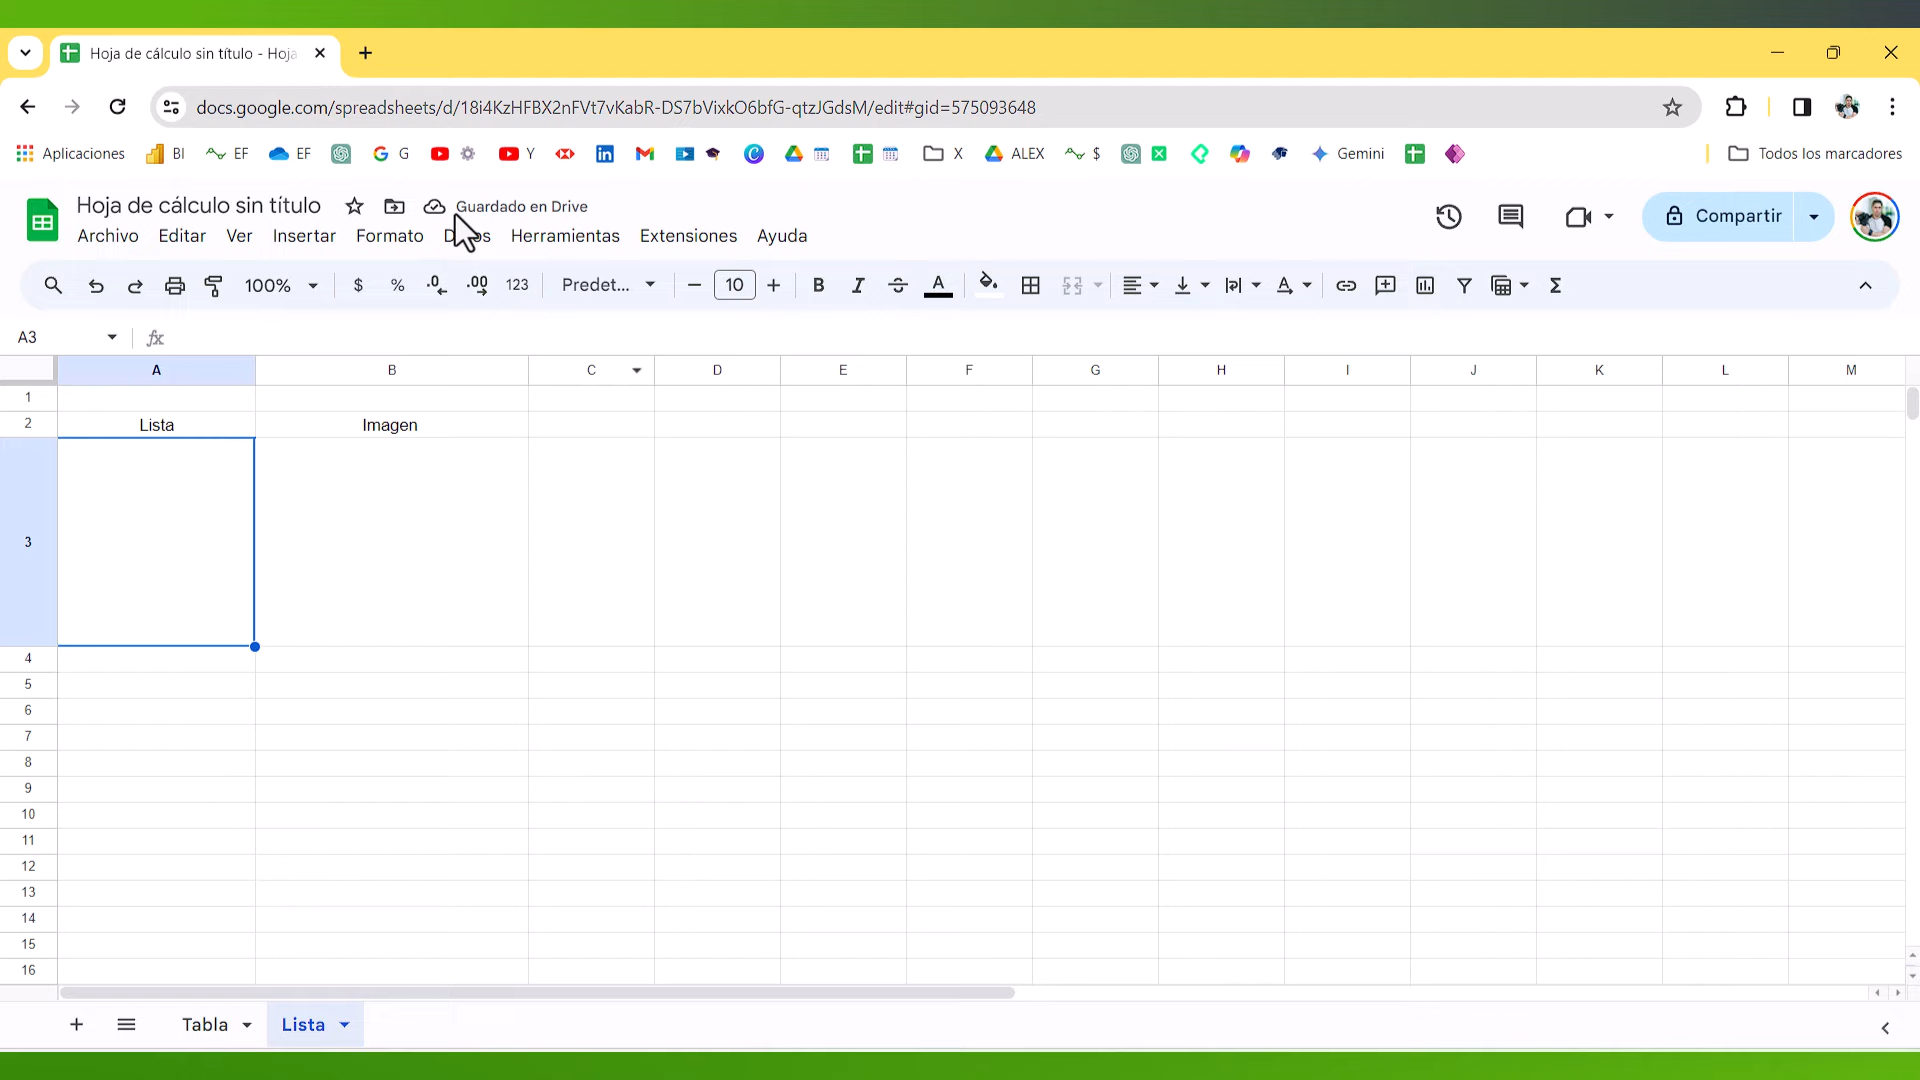 Hoja de cálculo sin título - Hoja
docs.google.com/spreadsheets/d/18i4KzHFBX2nFVt7vKabR-DS7bVixkO6bfG-qtzJGdsM/edit#gid=575093648
Aplicaciones BI EF EF G Y X ALEX $ Gemini Todos los marcadores
Hoja de cálculo sin título Guardado en Drive
Archivo Editar Ver Insertar Formato Herramientas Extensiones Ayuda
Compartir
100% $ % .0 .00 123 Predet... 10 B I A
A3 fx
A B C D E F G H I J K L M
1
2 Lista Imagen
3
4
5
6
7
8
9
10
11
12
13
14
15
16
Tabla Lista